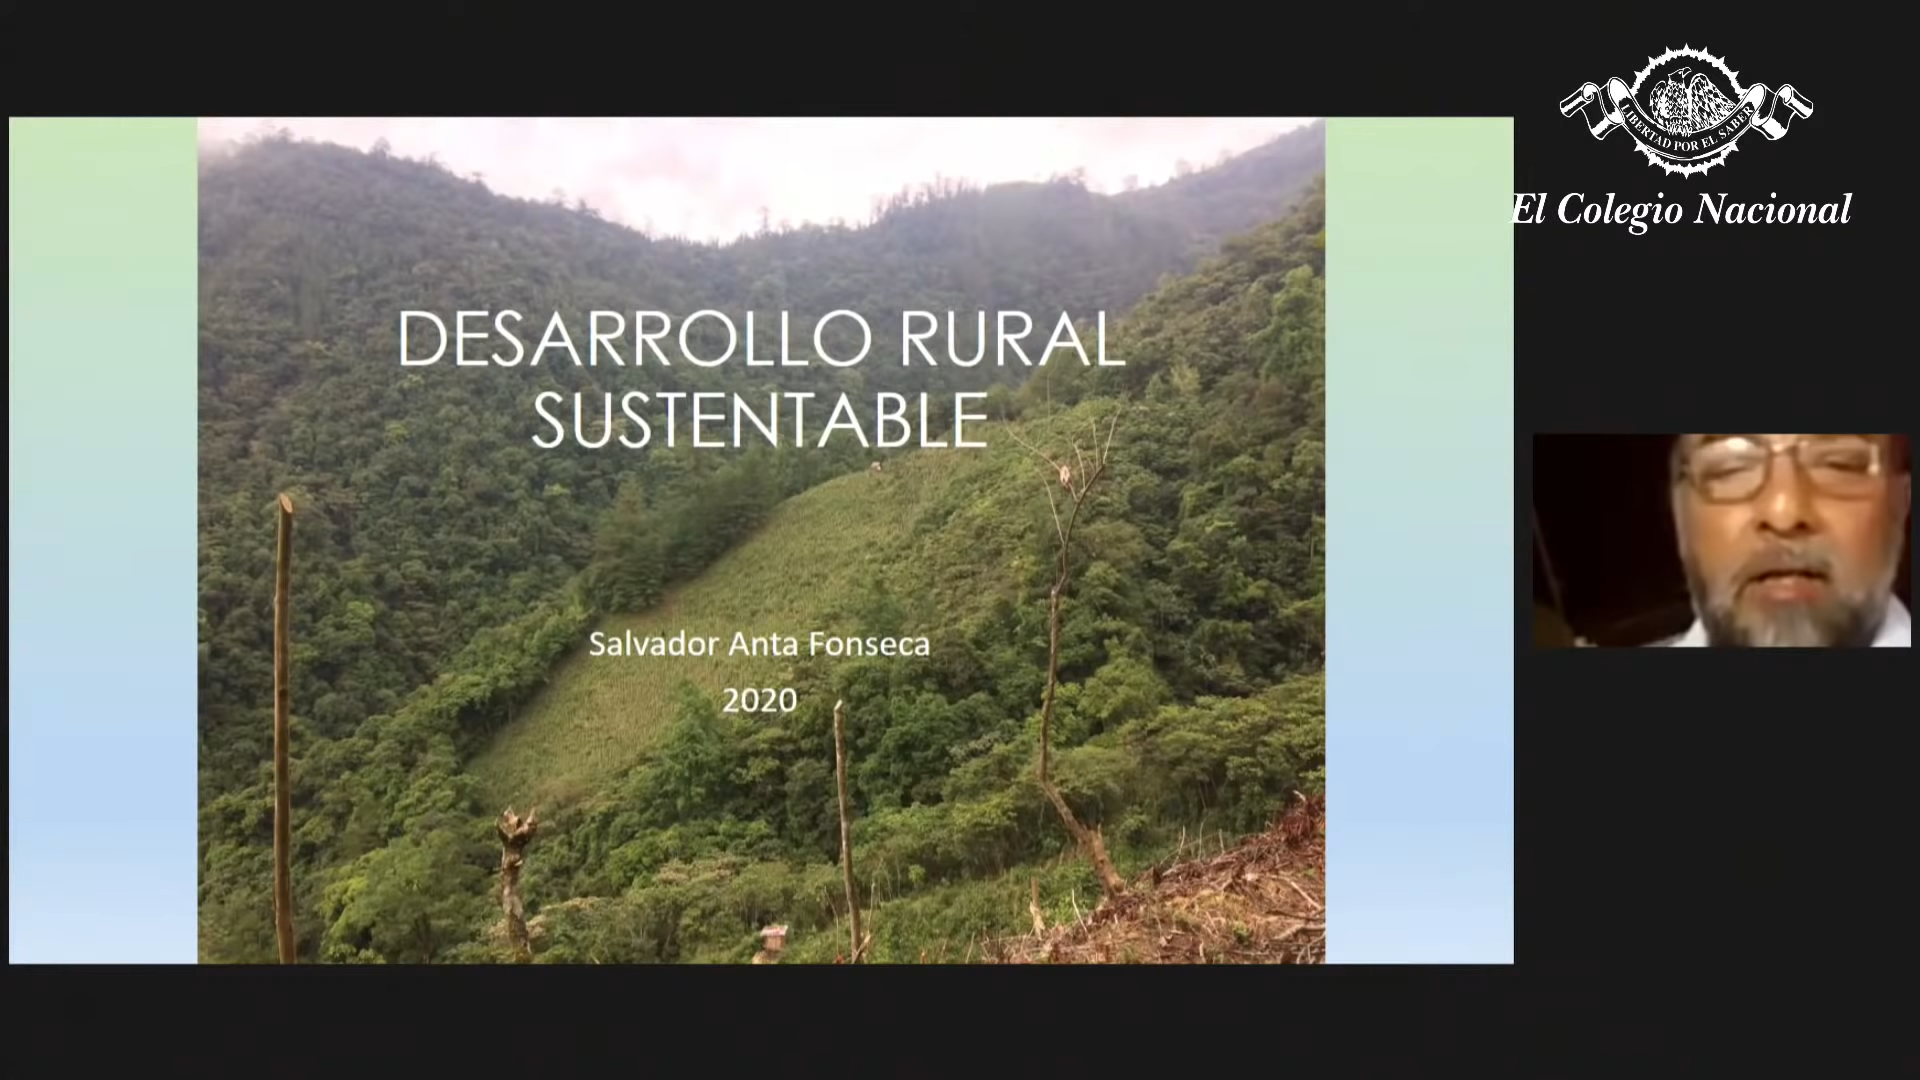 LIBERTAD POR EL SABER
El Colegio Nacional
DESARROLLO RURAL
SUSTENTABLE
Salvador Anta Fonseca
2020